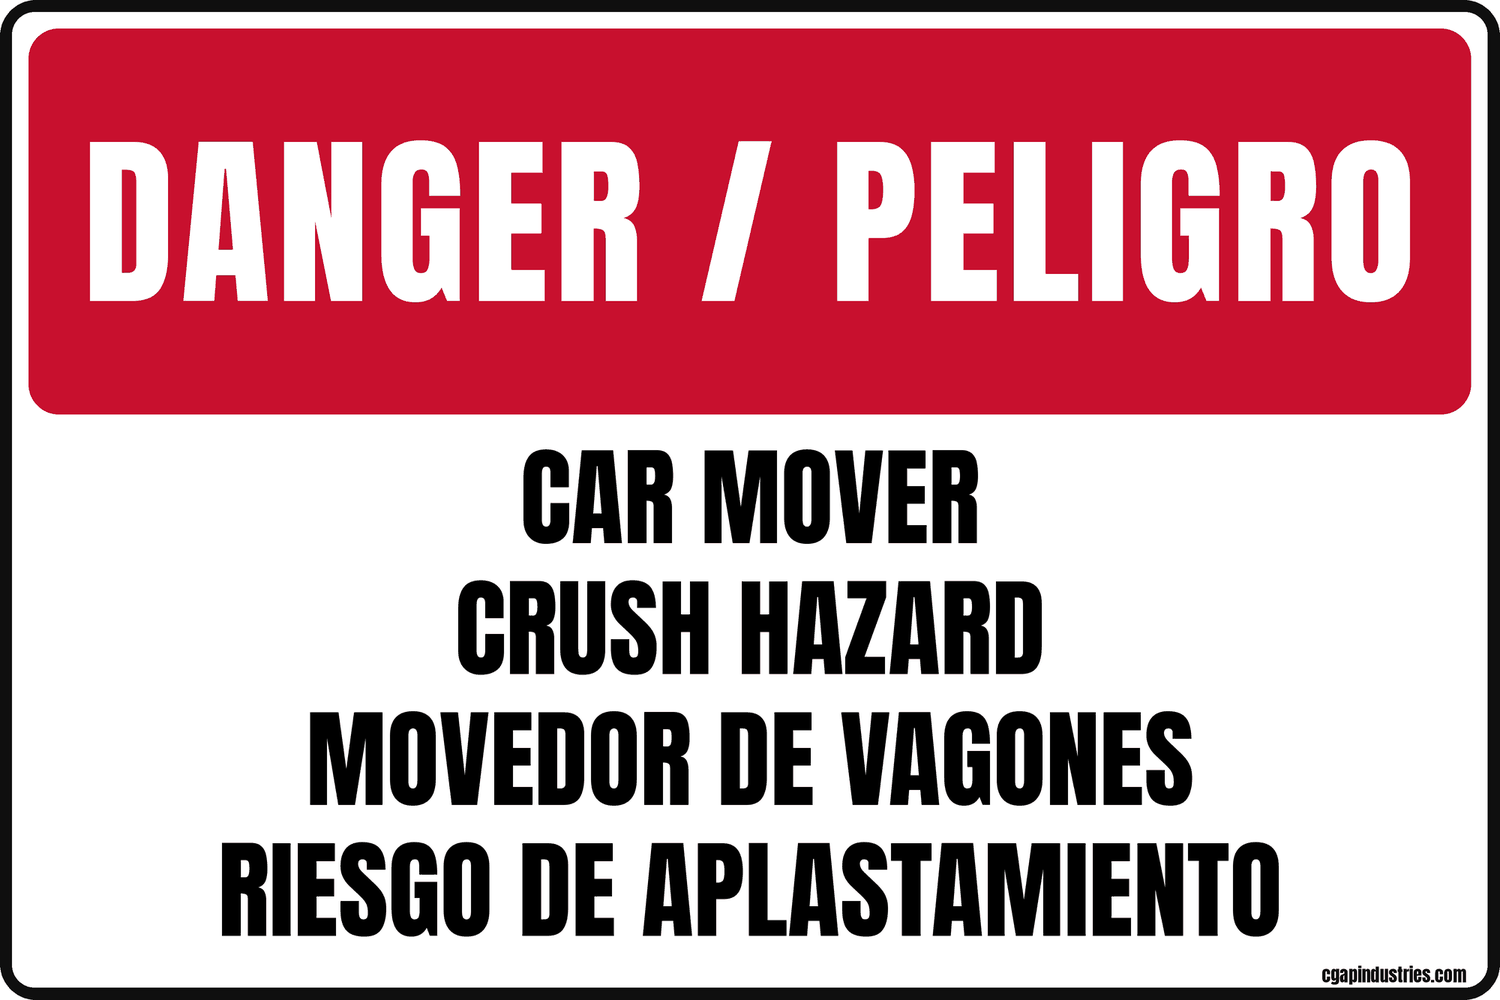 DANGER / PELIGRO
CAR MOVER
CRUSH HAZARD
MOVEDOR DE VAGONES
RIESGO DE APLASTAMIENTO
cgapindustries.com